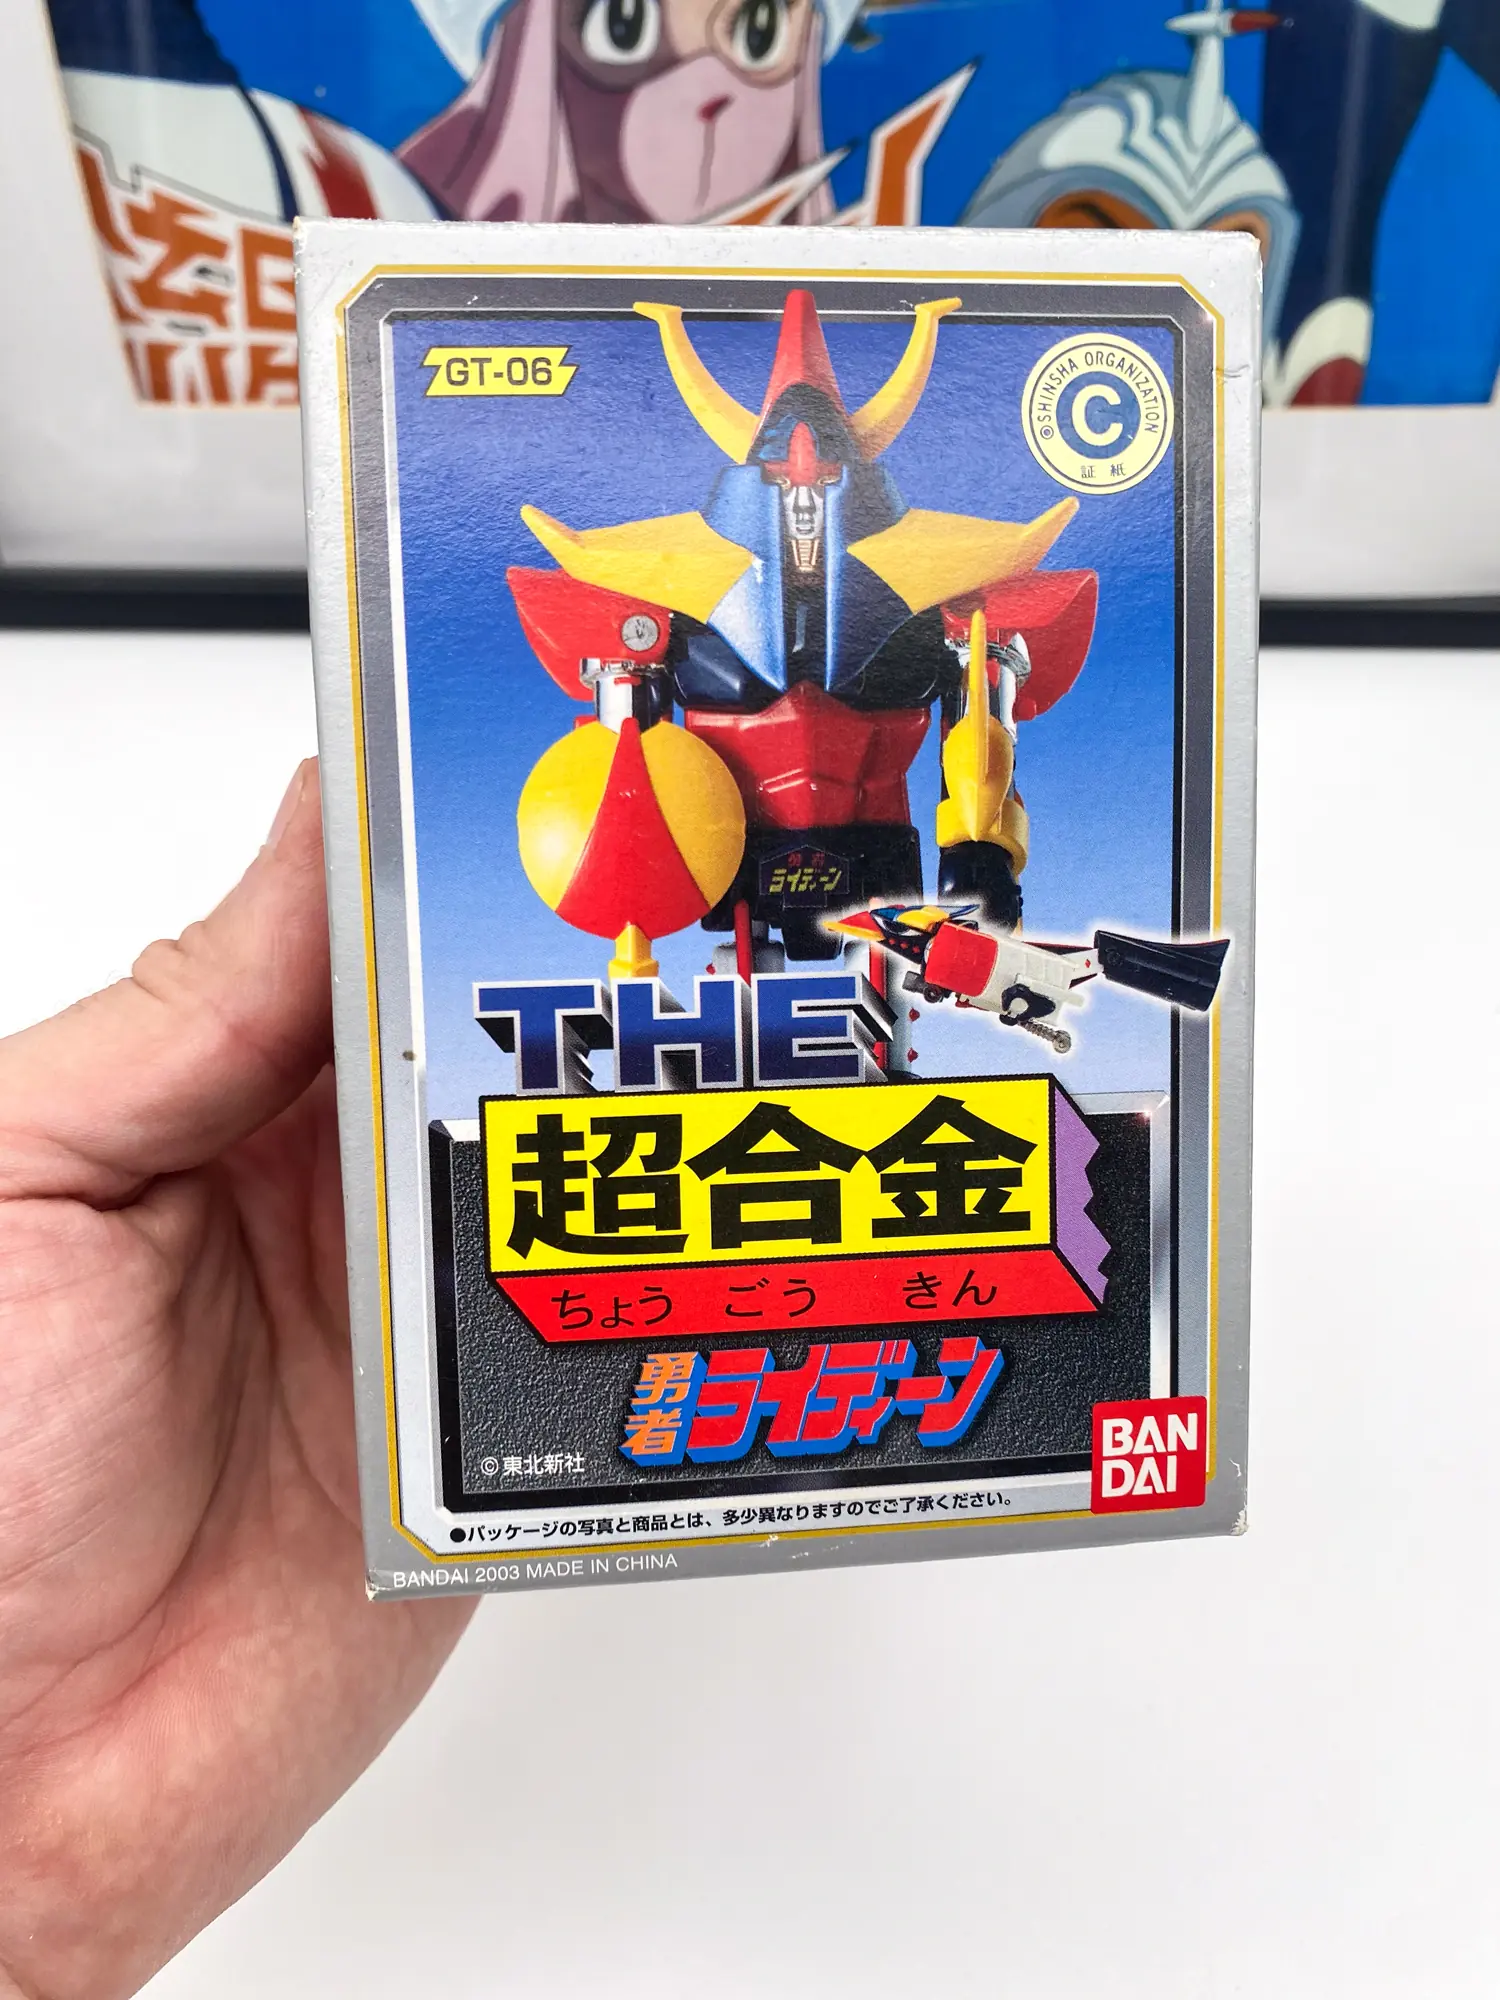 GT-06
©SHINSHA ORGANIZATION
C
証紙
勇者
ライディーン
THE
超合金
ちょうごうきん
勇者ライディーン
©東北新社
BANDAI
●パッケージの写真と商品とは、多少異なりますのでご了承ください。
BANDAI 2003 MADE IN CHINA